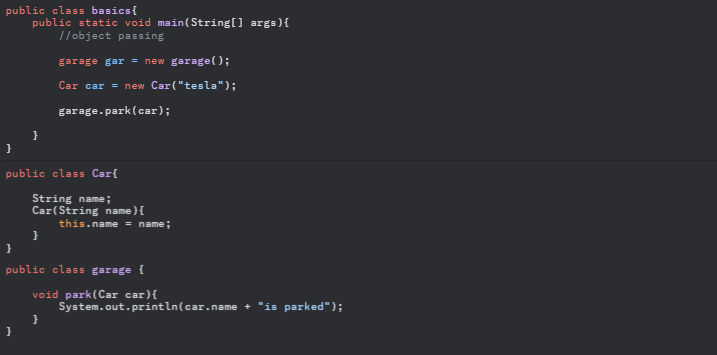 public class basics{
public static void main(String[] args){
//object passing
garage gar = new garage();
Car car = new Car("tesla");
garage.park(car);
}
}
public class Car{
String name;
Car(String name){
this.name = name;
}
}
public class garage {
void park(Car car){
System.out.println(car.name + "is parked");
}
}